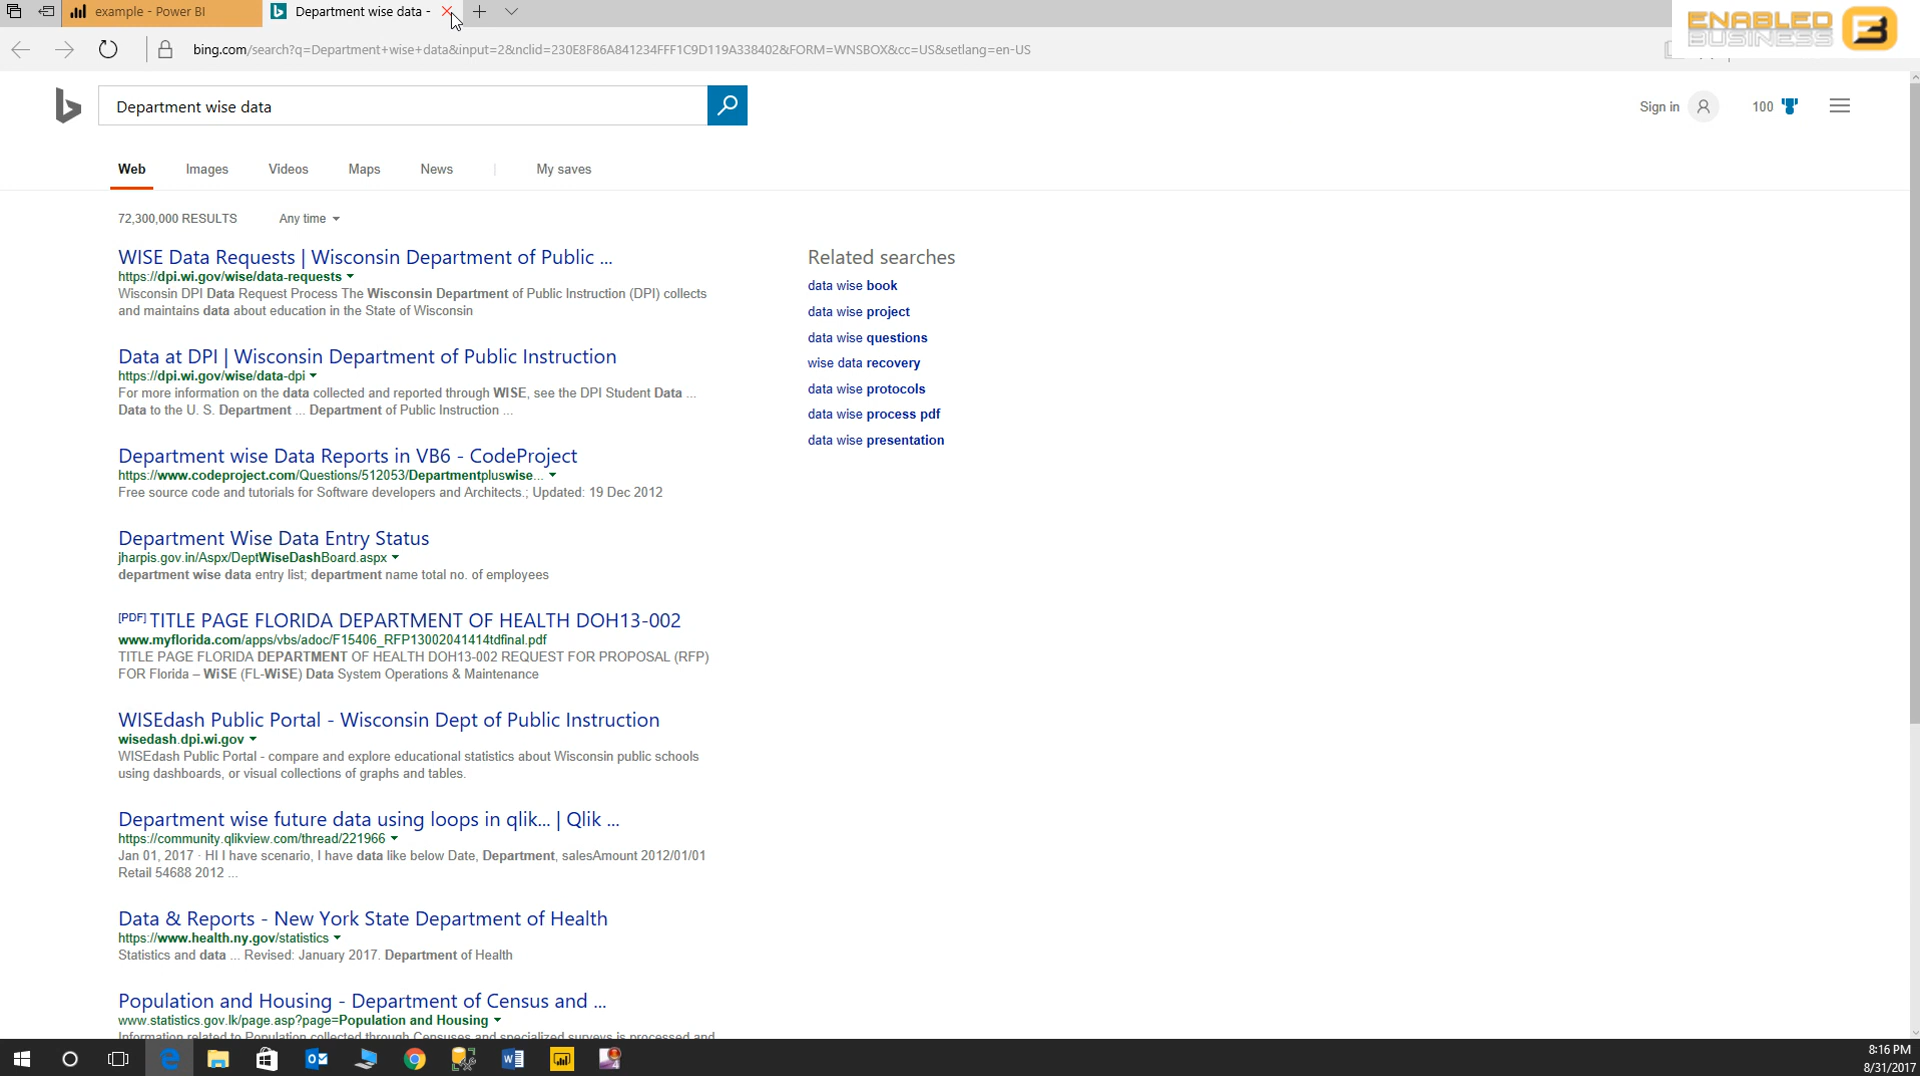 example - Power BI
Department wise data -
ENABLED
BUSINESS
bing.com/search?q=Department+wise+data&input=2&nclid=230E8F86A841234FFF1C9D119A338402&FORM=WNSBOX&cc=US&setlang=en-US
Department wise data
Sign in
100
Web Images Videos Maps News | My saves
72,300,000 RESULTS Any time
WISE Data Requests | Wisconsin Department of Public ...
https://dpi.wi.gov/wise/data-requests
Wisconsin DPI Data Request Process The Wisconsin Department of Public Instruction (DPI) collects
and maintains data about education in the State of Wisconsin
Data at DPI | Wisconsin Department of Public Instruction
https://dpi.wi.gov/wise/data-dpi
For more information on the data collected and reported through WISE, see the DPI Student Data ...
Data to the U. S. Department ... Department of Public Instruction ...
Department wise Data Reports in VB6 - CodeProject
https://www.codeproject.com/Questions/512053/Departmentpluswise...
Free source code and tutorials for Software developers and Architects.; Updated: 19 Dec 2012
Department Wise Data Entry Status
jharpis.gov.in/Aspx/DeptWiseDashBoard.aspx
department wise data entry list; department name total no. of employees
[PDF] TITLE PAGE FLORIDA DEPARTMENT OF HEALTH DOH13-002
www.myflorida.com/apps/vbs/adoc/F15406_RFP13002041414tdfinal.pdf
TITLE PAGE FLORIDA DEPARTMENT OF HEALTH DOH13-002 REQUEST FOR PROPOSAL (RFP)
FOR Florida – WiSE (FL-WiSE) Data System Operations & Maintenance
WISEdash Public Portal - Wisconsin Dept of Public Instruction
wisedash.dpi.wi.gov
WISEdash Public Portal - compare and explore educational statistics about Wisconsin public schools
using dashboards, or visual collections of graphs and tables.
Department wise future data using loops in qlik... | Qlik ...
https://community.qlikview.com/thread/221966
Jan 01, 2017 · HI I have scenario, I have data like below Date, Department, salesAmount 2012/01/01
Retail 54688 2012 ...
Data & Reports - New York State Department of Health
https://www.health.ny.gov/statistics
Statistics and data ... Revised: January 2017. Department of Health
Population and Housing - Department of Census and ...
www.statistics.gov.lk/page.asp?page=Population and Housing
Information related to Population collected through Censuses and specialized surveys is processed and
Related searches
data wise book
data wise project
data wise questions
wise data recovery
data wise protocols
data wise process pdf
data wise presentation
8:16 PM
8/31/2017